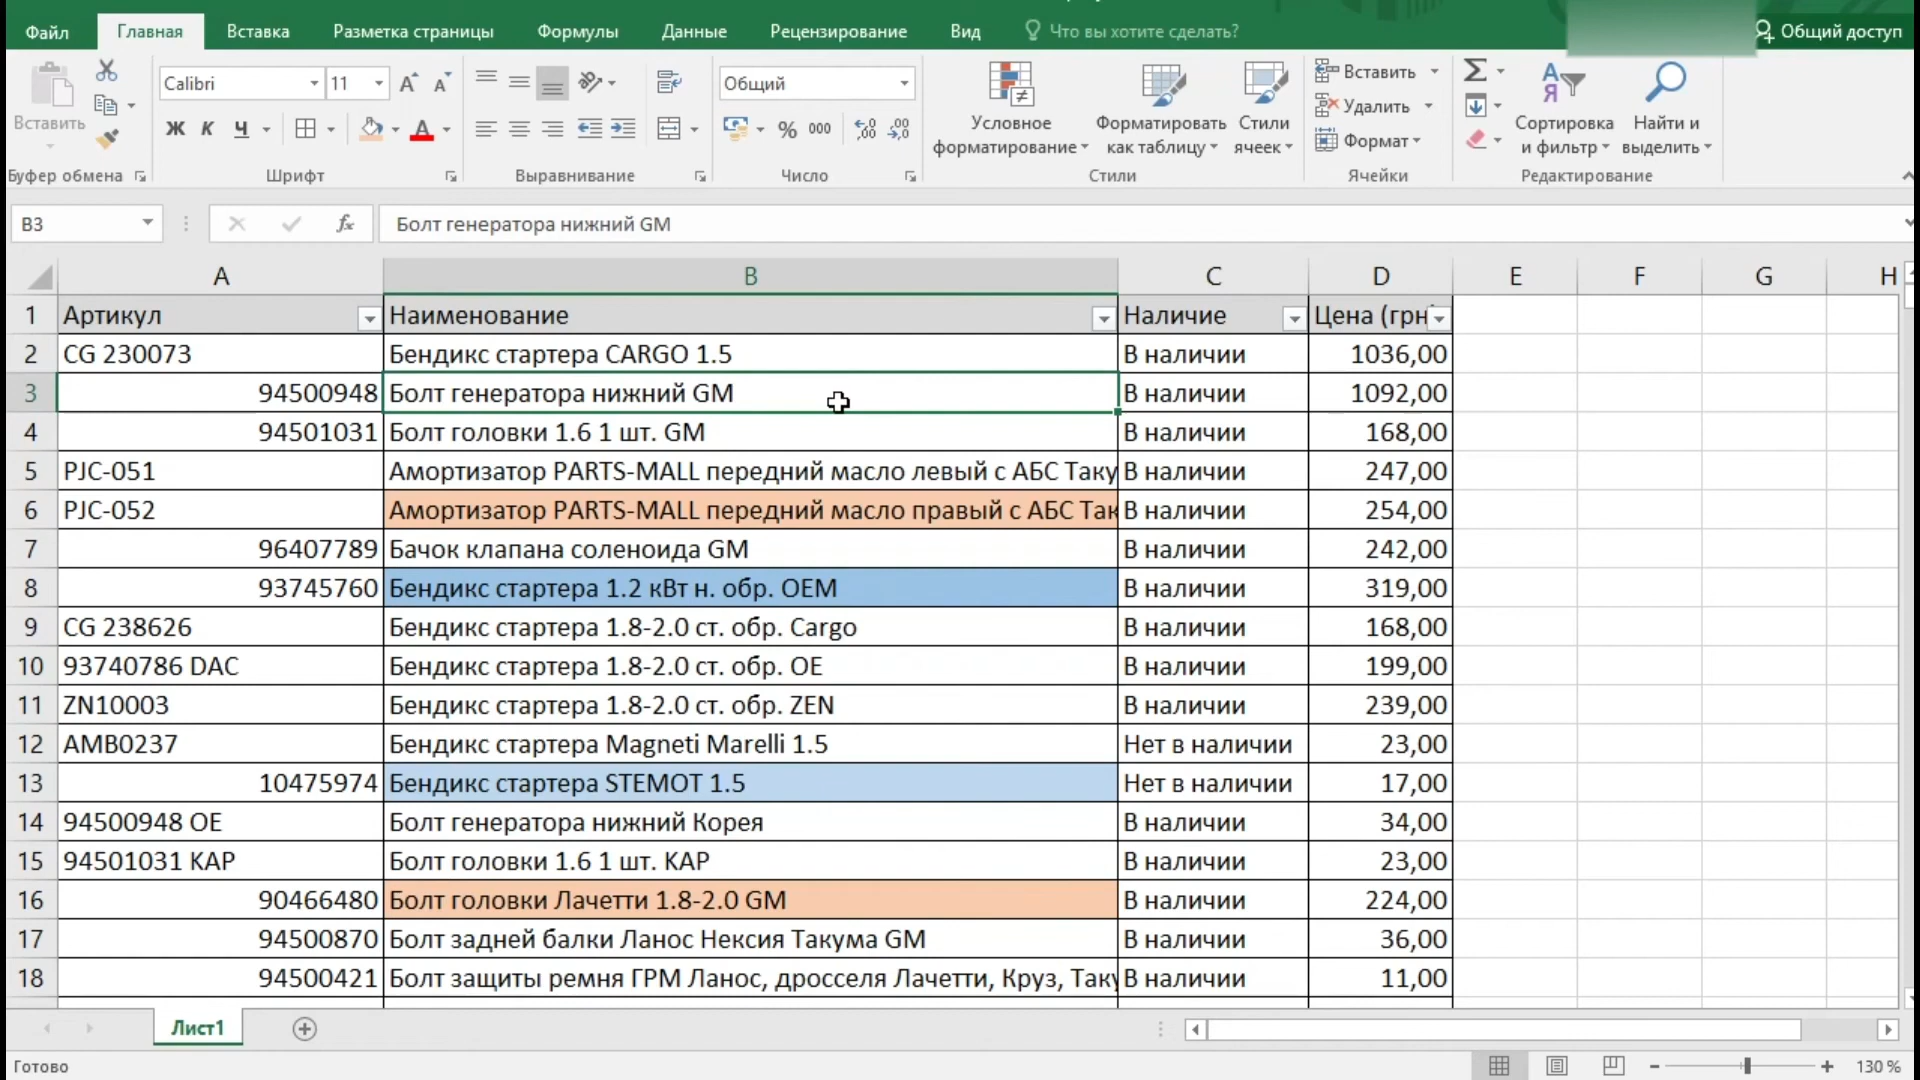 Файл Главная Вставка Разметка страницы Формулы Данные Рецензирование Вид Что вы хотите сделать? Общий доступ
Вставить
Буфер обмена
Calibri 11
Ж К Ч
Шрифт
Выравнивание
Общий
% 000
Число
Условное форматирование
Форматировать как таблицу
Стили ячеек
Стили
Вставить
Удалить
Формат
Ячейки
Сортировка и фильтр
Найти и выделить
Редактирование
B3 fx Болт генератора нижний GM
A B C D E F G H
1 Артикул Наименование Наличие Цена (грн
2 CG 230073 Бендикс стартера CARGO 1.5 В наличии 1036,00
3 94500948 Болт генератора нижний GM В наличии 1092,00
4 94501031 Болт головки 1.6 1 шт. GM В наличии 168,00
5 PJC-051 Амортизатор PARTS-MALL передний масло левый с АБС Таку В наличии 247,00
6 PJC-052 Амортизатор PARTS-MALL передний масло правый с АБС Так В наличии 254,00
7 96407789 Бачок клапана соленоида GM В наличии 242,00
8 93745760 Бендикс стартера 1.2 кВт н. обр. OEM В наличии 319,00
9 CG 238626 Бендикс стартера 1.8-2.0 ст. обр. Cargo В наличии 168,00
10 93740786 DAC Бендикс стартера 1.8-2.0 ст. обр. OE В наличии 199,00
11 ZN10003 Бендикс стартера 1.8-2.0 ст. обр. ZEN В наличии 239,00
12 AMB0237 Бендикс стартера Magneti Marelli 1.5 Нет в наличии 23,00
13 10475974 Бендикс стартера STEMOT 1.5 Нет в наличии 17,00
14 94500948 OE Болт генератора нижний Корея В наличии 34,00
15 94501031 KAP Болт головки 1.6 1 шт. KAP В наличии 23,00
16 90466480 Болт головки Лачетти 1.8-2.0 GM В наличии 224,00
17 94500870 Болт задней балки Ланос Нексия Такума GM В наличии 36,00
18 94500421 Болт защиты ремня ГРМ Ланос, дросселя Лачетти, Круз, Таку В наличии 11,00
Лист1
Готово 130 %